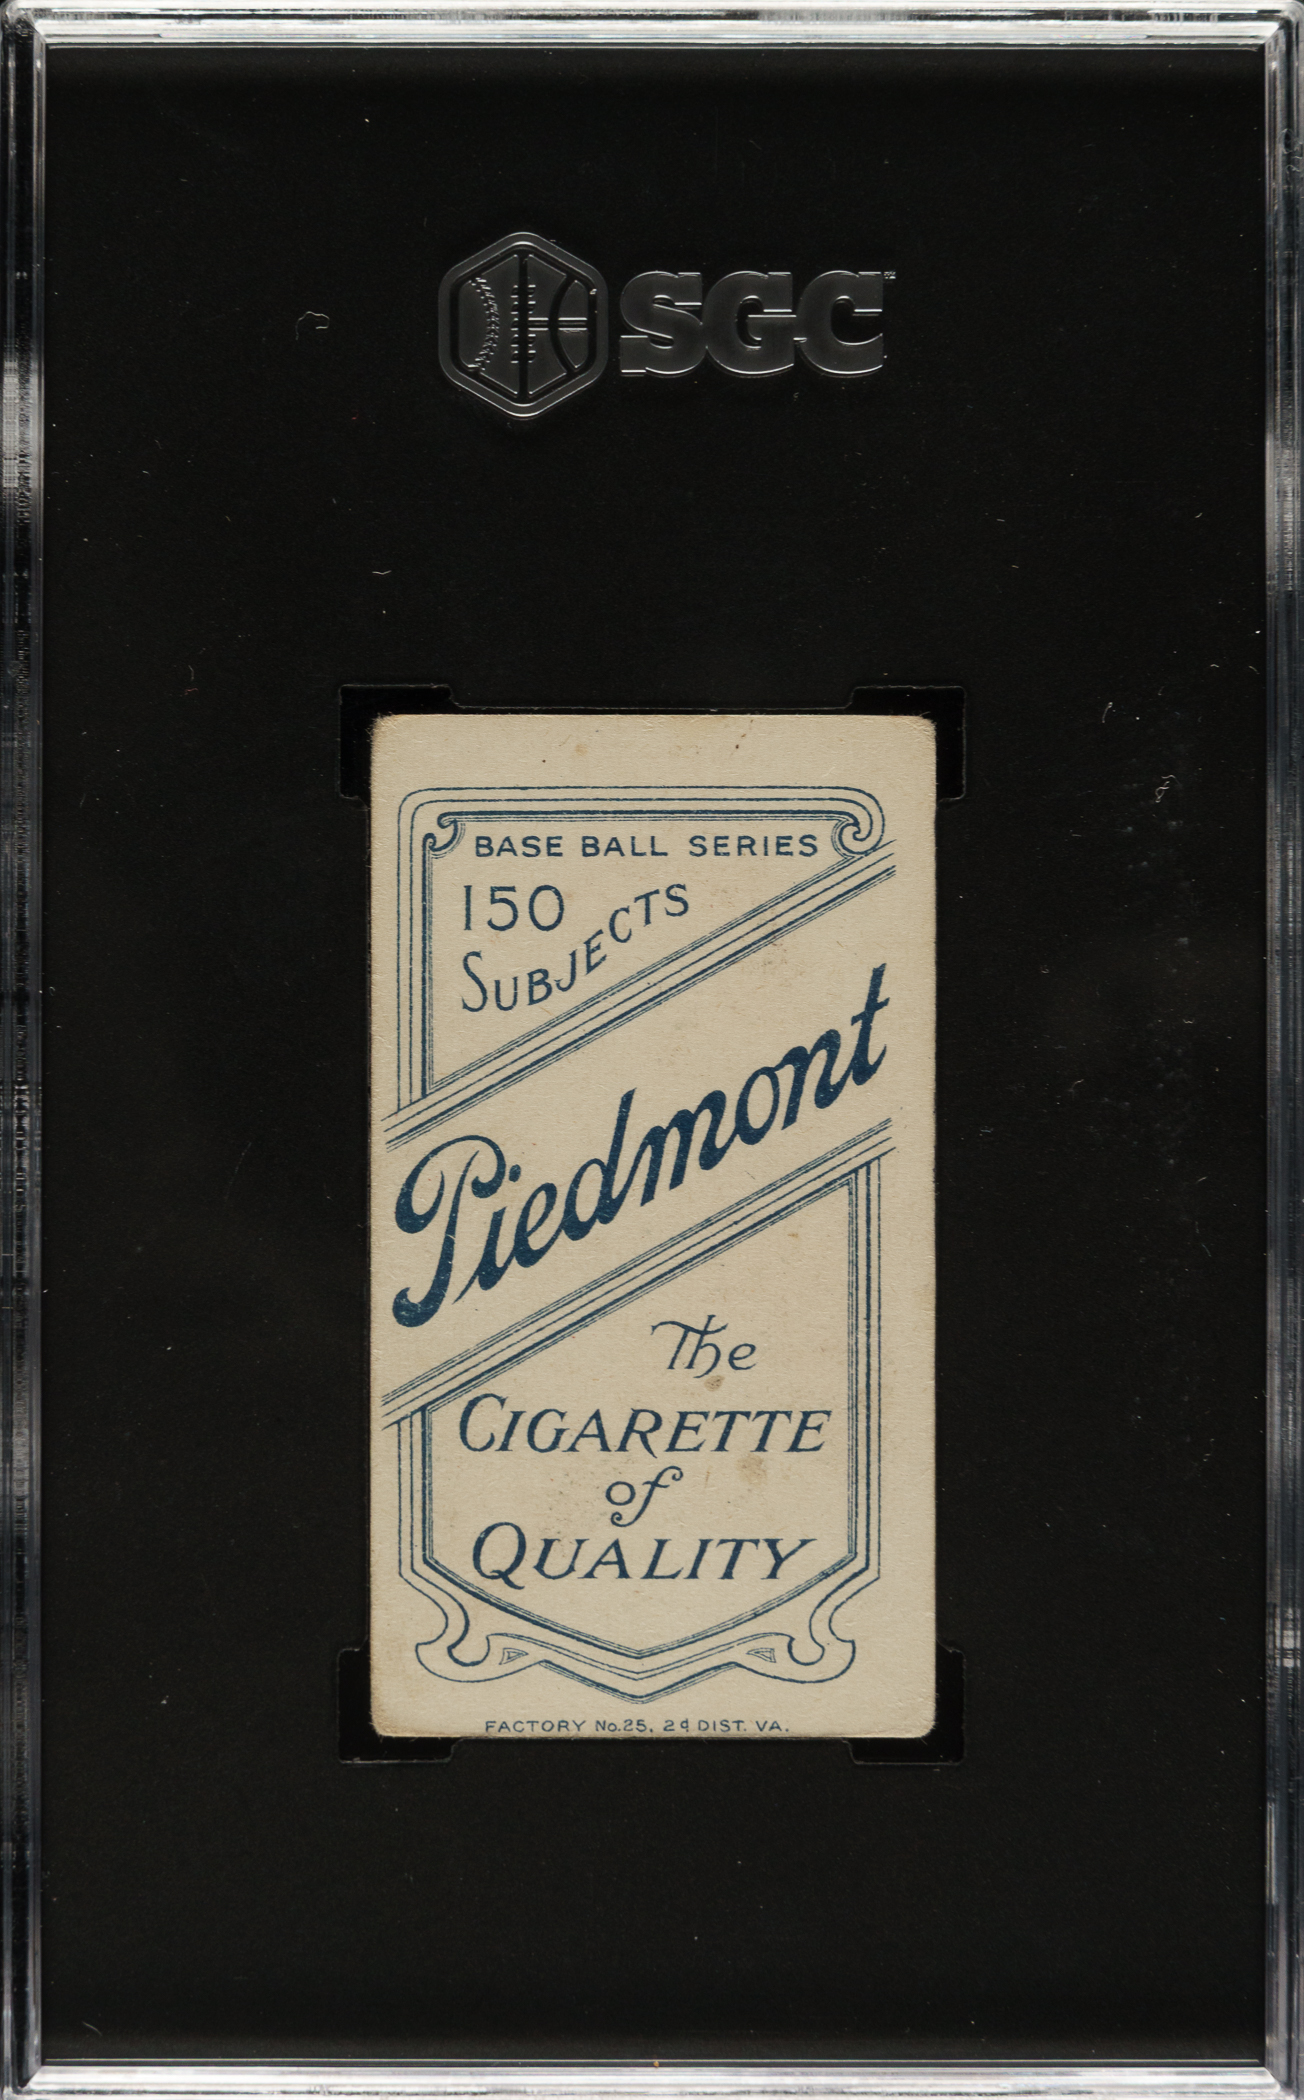 SGC
BASE BALL SERIES
150
SUBJECTS
Piedmont
The
CIGARETTE
of
QUALITY
FACTORY No.25, 2d DIST. VA.